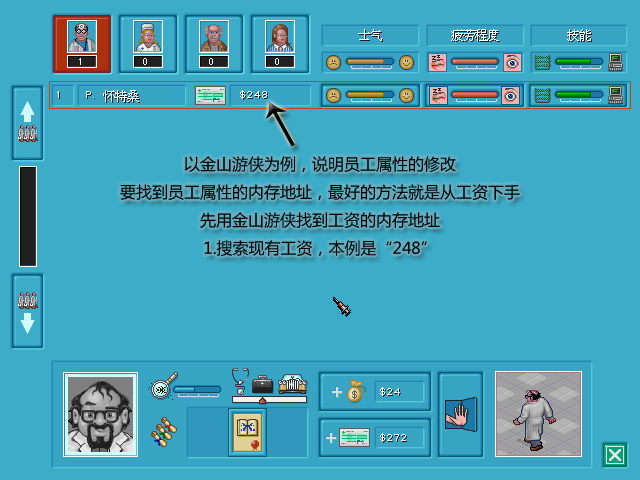 士气
疲劳程度
技能
1
0
0
0
1
P. 怀特桑
$248
以金山游侠为例，说明员工属性的修改
要找到员工属性的内存地址，最好的方法就是从工资下手
先用金山游侠找到工资的内存地址
1.搜索现有工资，本例是“248”
+
$24
+
$272